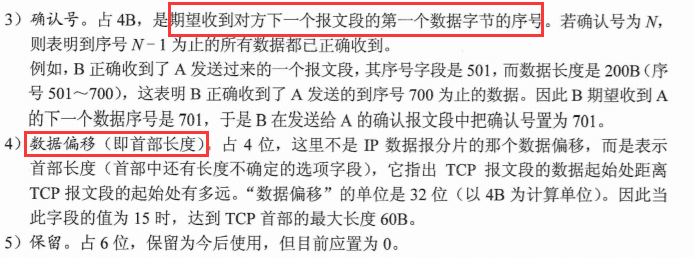 3）确认号。占 4B，是期望收到对方下一个报文段的第一个数据字节的序号。若确认号为 N，
则表明到序号 N−1 为止的所有数据都已正确收到。
例如，B 正确收到了 A 发送过来的一个报文段，其序号字段是 501，而数据长度是 200B（序
号 501～700），这表明 B 正确收到了 A 发送的到序号 700 为止的数据。因此 B 期望收到 A
的下一个数据序号是 701，于是 B 在发送给 A 的确认报文段中把确认号置为 701。
4）数据偏移（即首部长度）。占 4 位，这里不是 IP 数据报分片的那个数据偏移，而是表示
首部长度（首部中还有长度不确定的选项字段），它指出 TCP 报文段的数据起始处距离
TCP 报文段的起始处有多远。“数据偏移”的单位是 32 位（以 4B 为计算单位）。因此当
此字段的值为 15 时，达到 TCP 首部的最大长度 60B。
5）保留。占 6 位，保留为今后使用，但目前应置为 0。